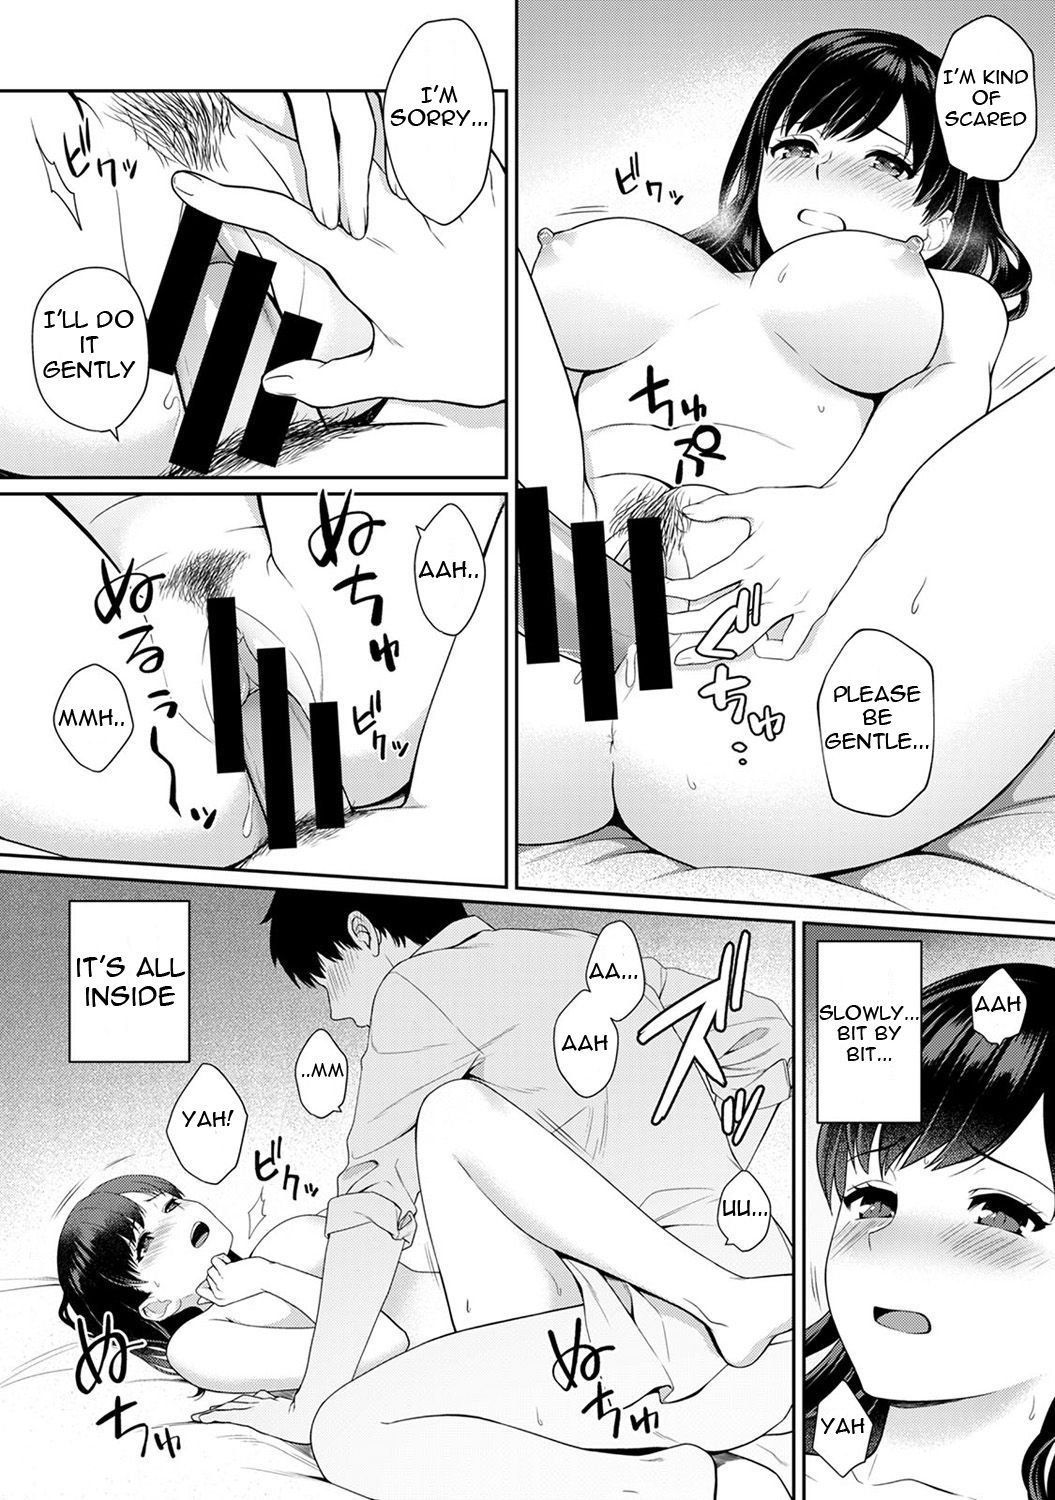 I'M KIND
OF
SCARED
ビクッ
ちゅ
ぷ
PLEASE
BE
GENTLE...
ぢゅ
I'M
SORRY...
ビクッ
I'LL DO
IT
GENTLY
AAH..
ぬちゅ
ぬるぅ〜〜ッ
MMH..
ビクッ
AAH
SLOWLY...
BIT BY
BIT...
YAH
IT'S ALL
INSIDE
AA...
AAH
..MM
YAH!
ズズッ
ビクッ
UU...
ぬちゅ
ぬちゅ